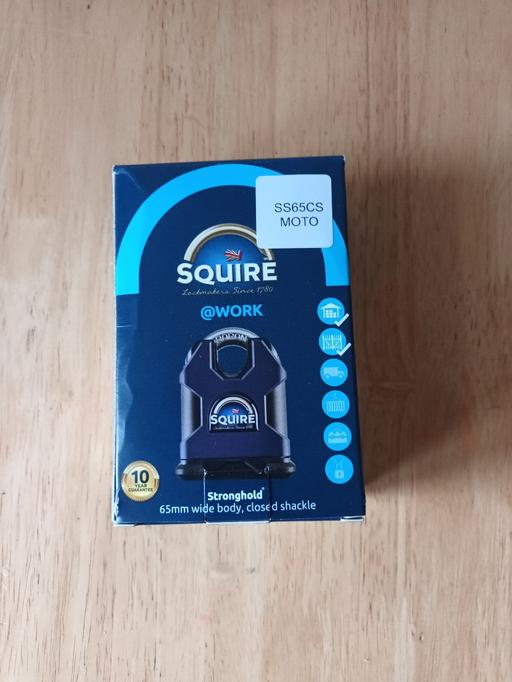 SS65CS
MOTO
SQUIRE
Lockmakers Since 1780
@WORK
SQUIRE
10
YEAR
GUARANTEE
Stronghold®
65mm wide body, closed shackle